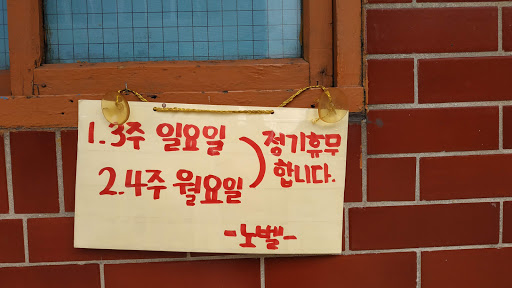 1.3주 일요일
2.4주 월요일
) 정기휴무
합니다.
-노벨-